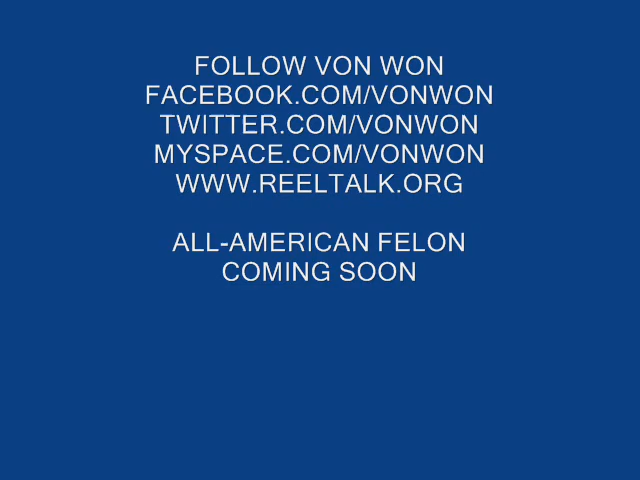 FOLLOW VON WON
FACEBOOK.COM/VONWON
TWITTER.COM/VONWON
MYSPACE.COM/VONWON
WWW.REELTALK.ORG
ALL-AMERICAN FELON
COMING SOON